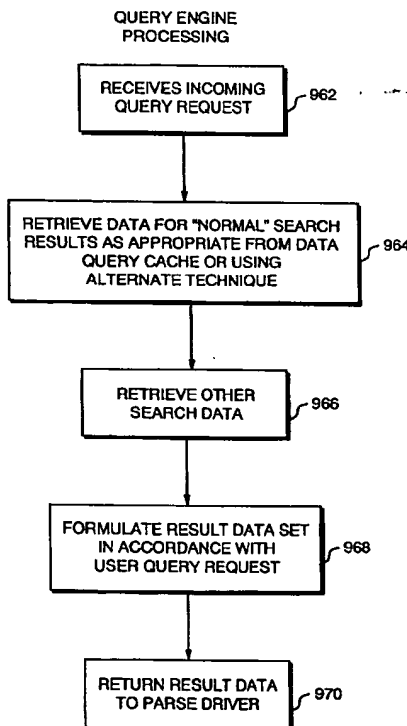 QUERY ENGINE
PROCESSING
RECEIVES INCOMING
QUERY REQUEST
962
RETRIEVE DATA FOR "NORMAL" SEARCH
RESULTS AS APPROPRIATE FROM DATA
QUERY CACHE OR USING
ALTERNATE TECHNIQUE
964
RETRIEVE OTHER
SEARCH DATA
966
FORMULATE RESULT DATA SET
IN ACCORDANCE WITH
USER QUERY REQUEST
968
RETURN RESULT DATA
TO PARSE DRIVER
970